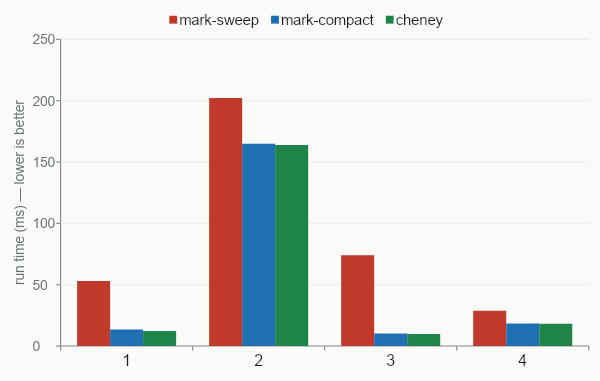 mark-sweep mark-compact cheney
run time (ms) — lower is better
250
200
150
100
50
0
1 2 3 4